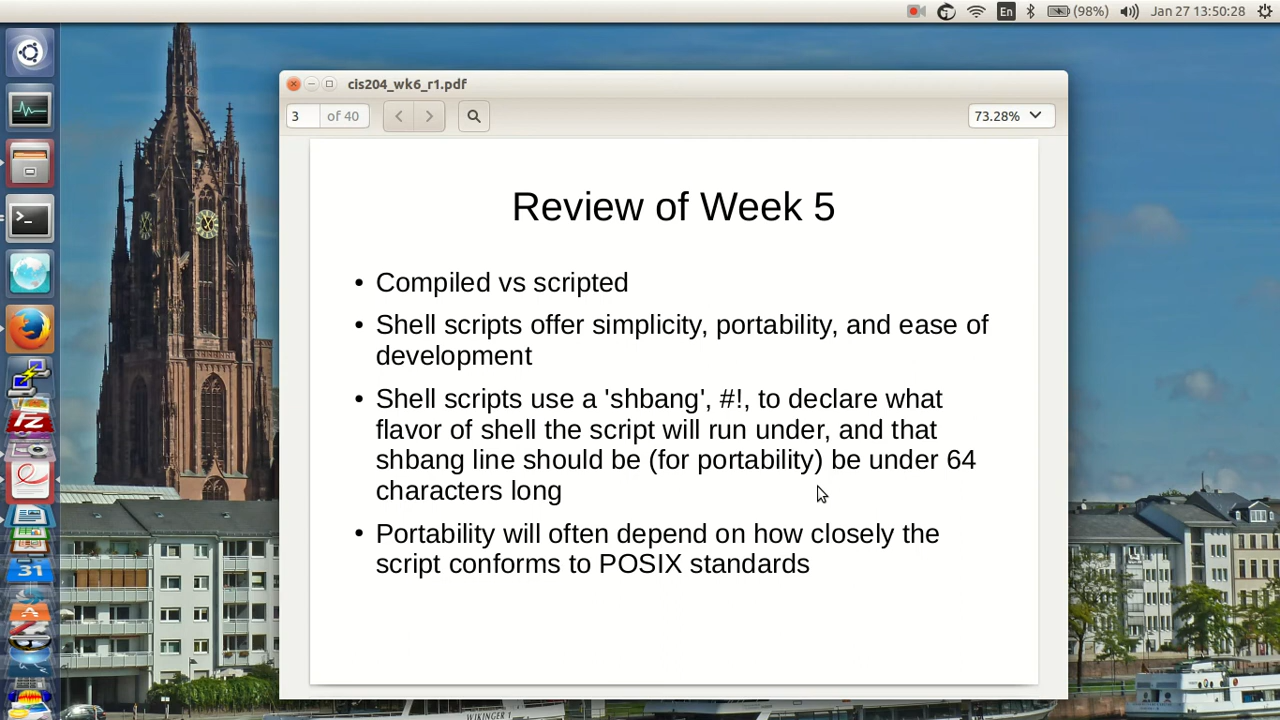 En
(98%)
Jan 27 13:50:28
cis204_wk6_r1.pdf
3
of 40
73.28%
Review of Week 5
• Compiled vs scripted
• Shell scripts offer simplicity, portability, and ease of
development
• Shell scripts use a 'shbang', #!, to declare what
flavor of shell the script will run under, and that
shbang line should be (for portability) be under 64
characters long
• Portability will often depend on how closely the
script conforms to POSIX standards
FZ
31
WIKINGER I